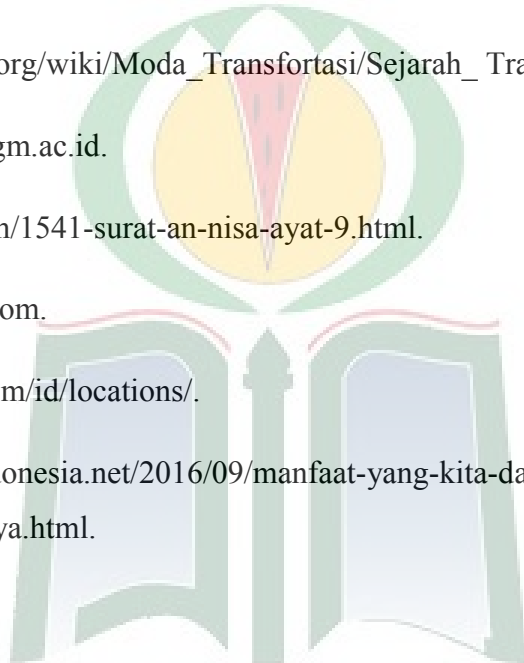 org/wiki/Moda_Transfortasi/Sejarah_ Tra
gm.ac.id.
n/1541-surat-an-nisa-ayat-9.html.
om.
m/id/locations/.
onesia.net/2016/09/manfaat-yang-kita-da
ya.html.